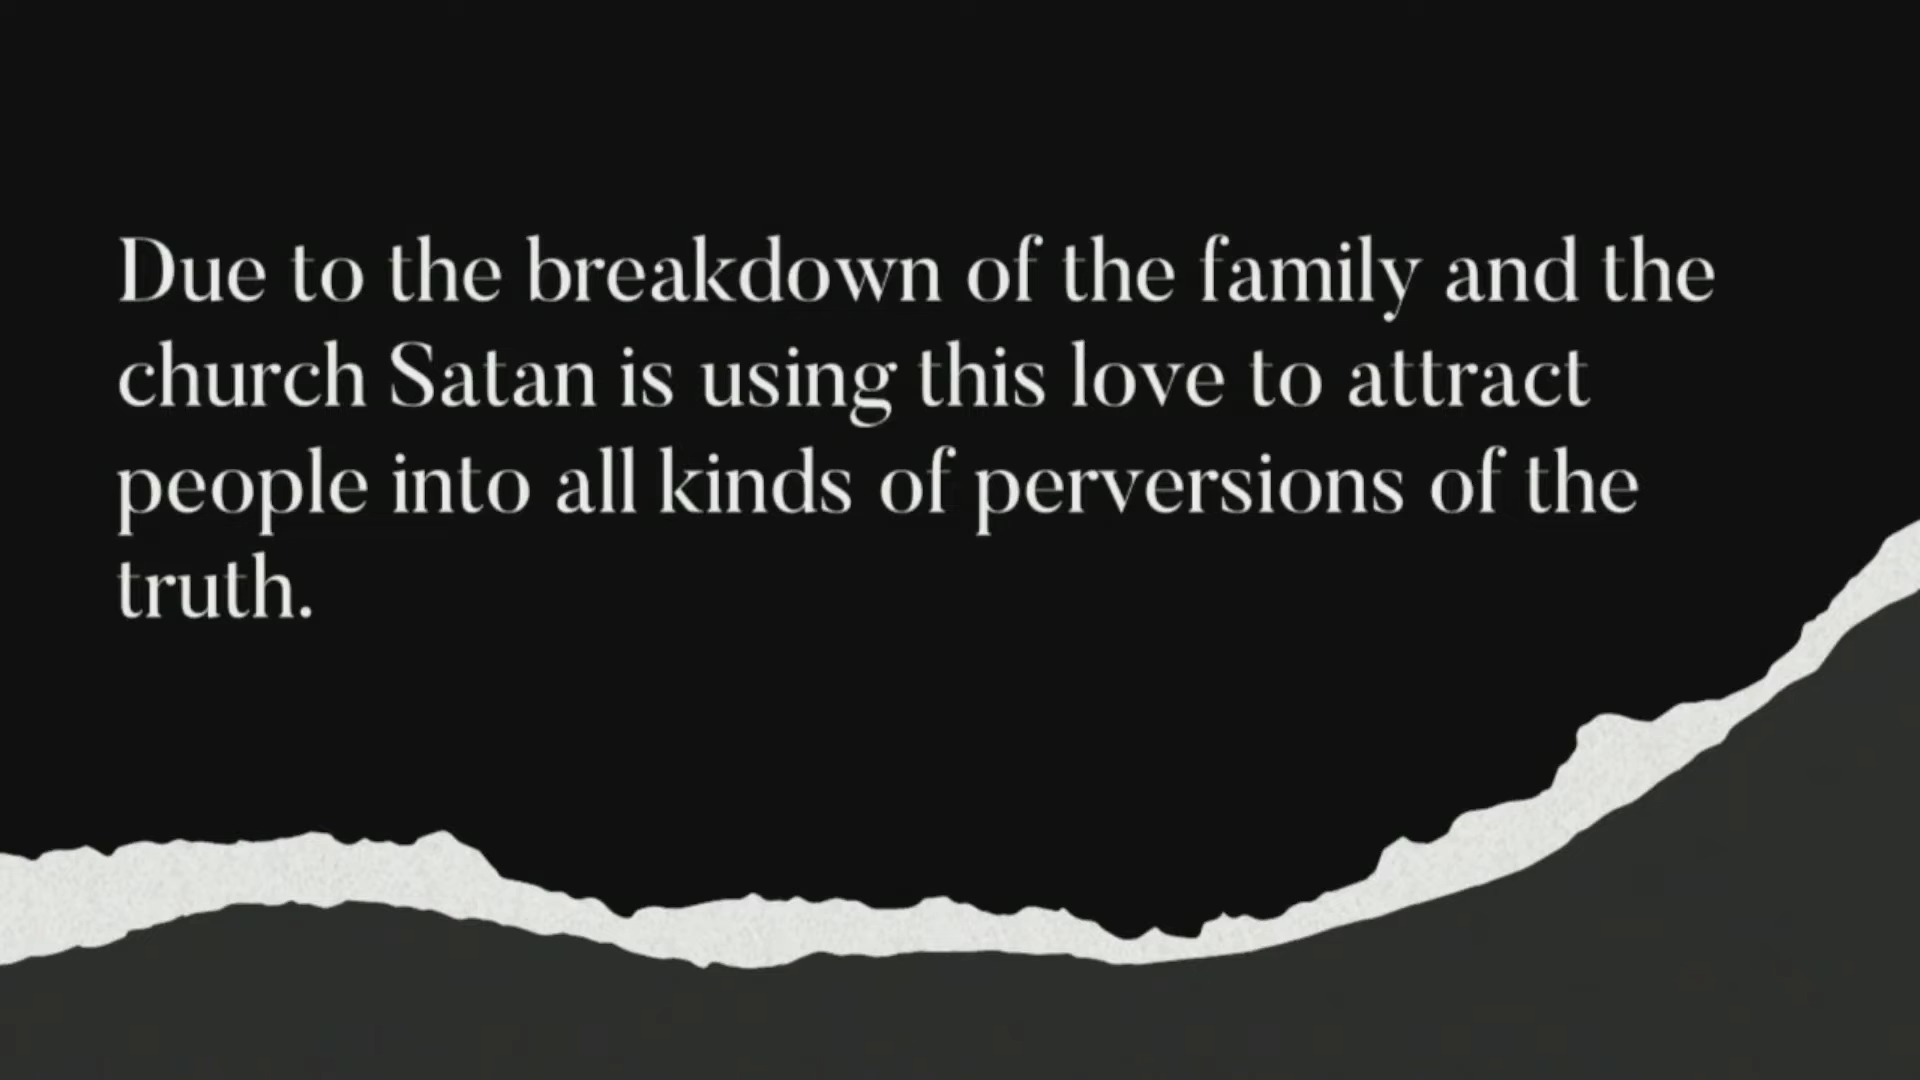 Due to the breakdown of the family and the
church Satan is using this love to attract
people into all kinds of perversions of the
truth.